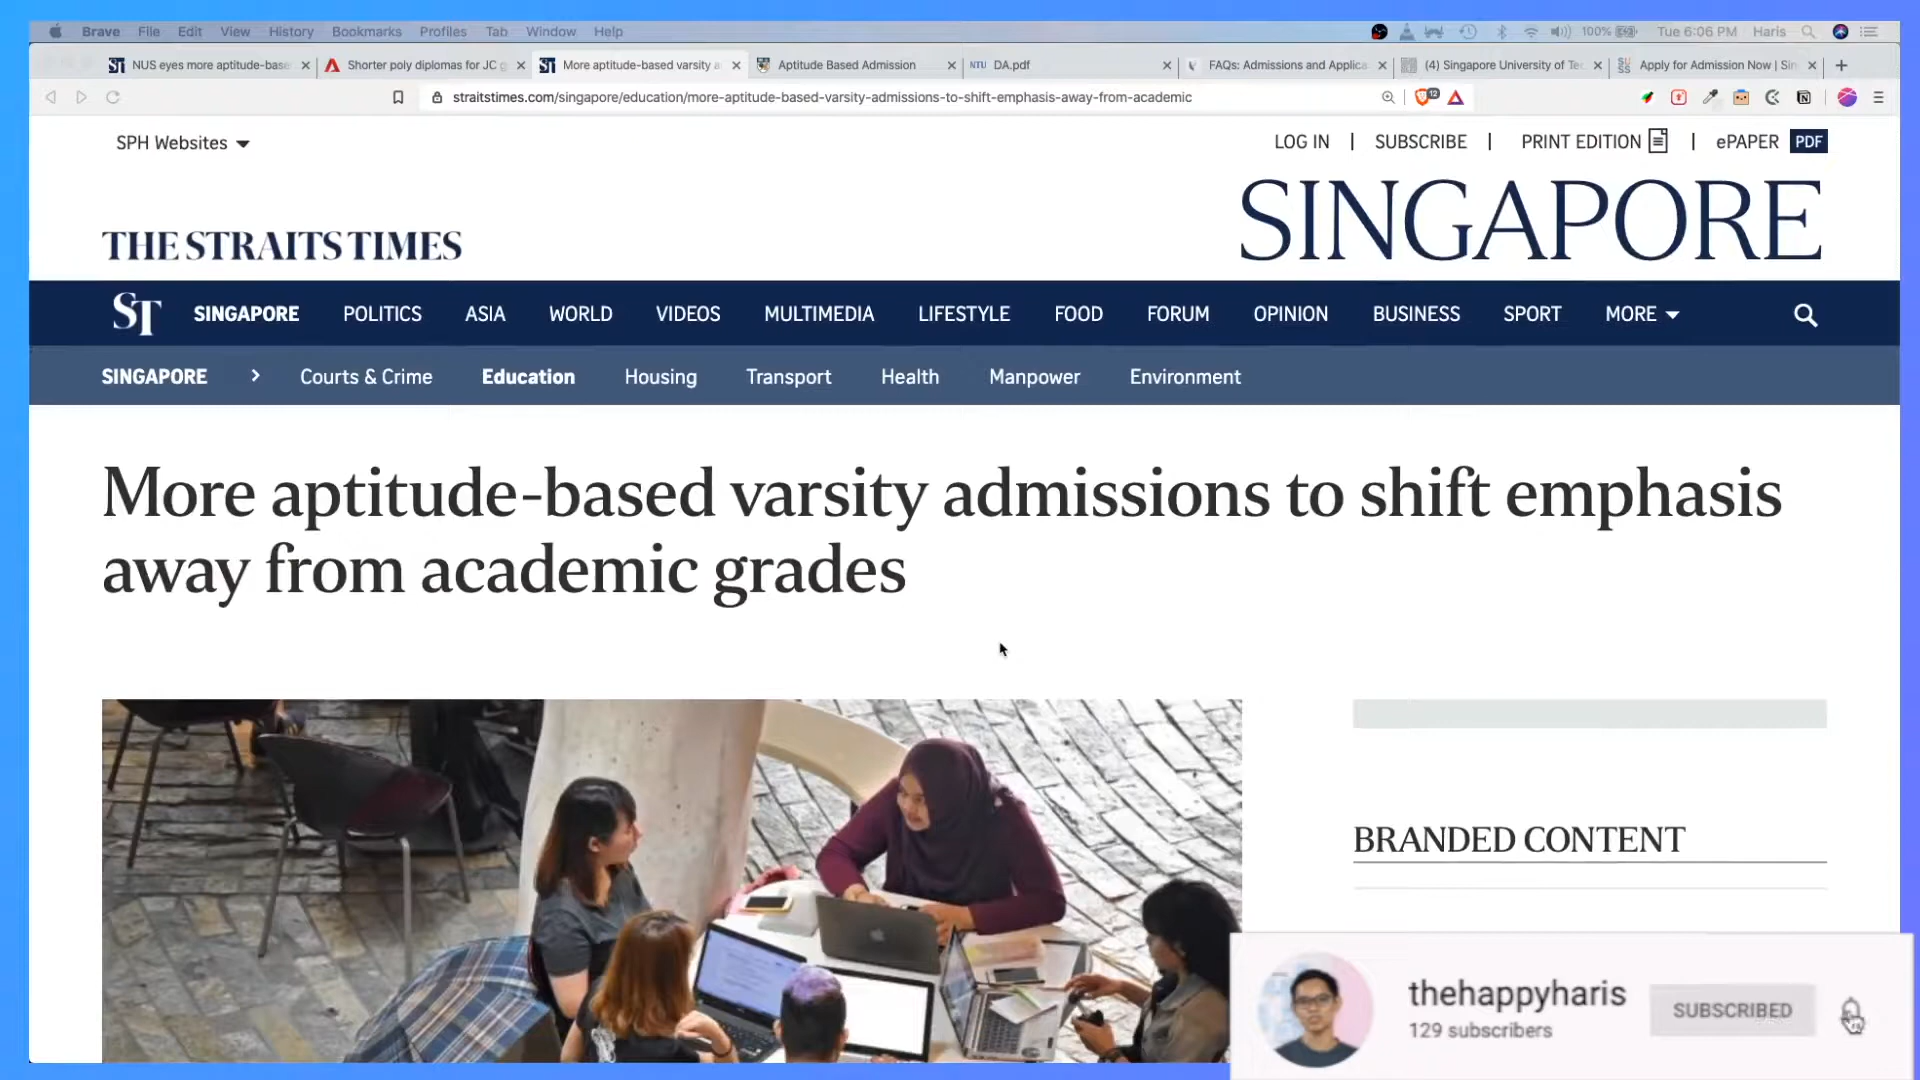 Brave File Edit View History Bookmarks Profiles Tab Window Help 100% Tue 6:06 PM Haris
NUS eyes more aptitude-base Shorter poly diplomas for JC g More aptitude-based varsity a Aptitude Based Admission NTU DA.pdf FAQs: Admissions and Applica (4) Singapore University of Tec Apply for Admission Now | Sin
straitstimes.com/singapore/education/more-aptitude-based-varsity-admissions-to-shift-emphasis-away-from-academic 12
SPH Websites LOG IN | SUBSCRIBE | PRINT EDITION | ePAPER PDF
THE STRAITS TIMES SINGAPORE
ST SINGAPORE POLITICS ASIA WORLD VIDEOS MULTIMEDIA LIFESTYLE FOOD FORUM OPINION BUSINESS SPORT MORE
SINGAPORE Courts & Crime Education Housing Transport Health Manpower Environment
More aptitude-based varsity admissions to shift emphasis
away from academic grades
BRANDED CONTENT
thehappyharis
129 subscribers
SUBSCRIBED